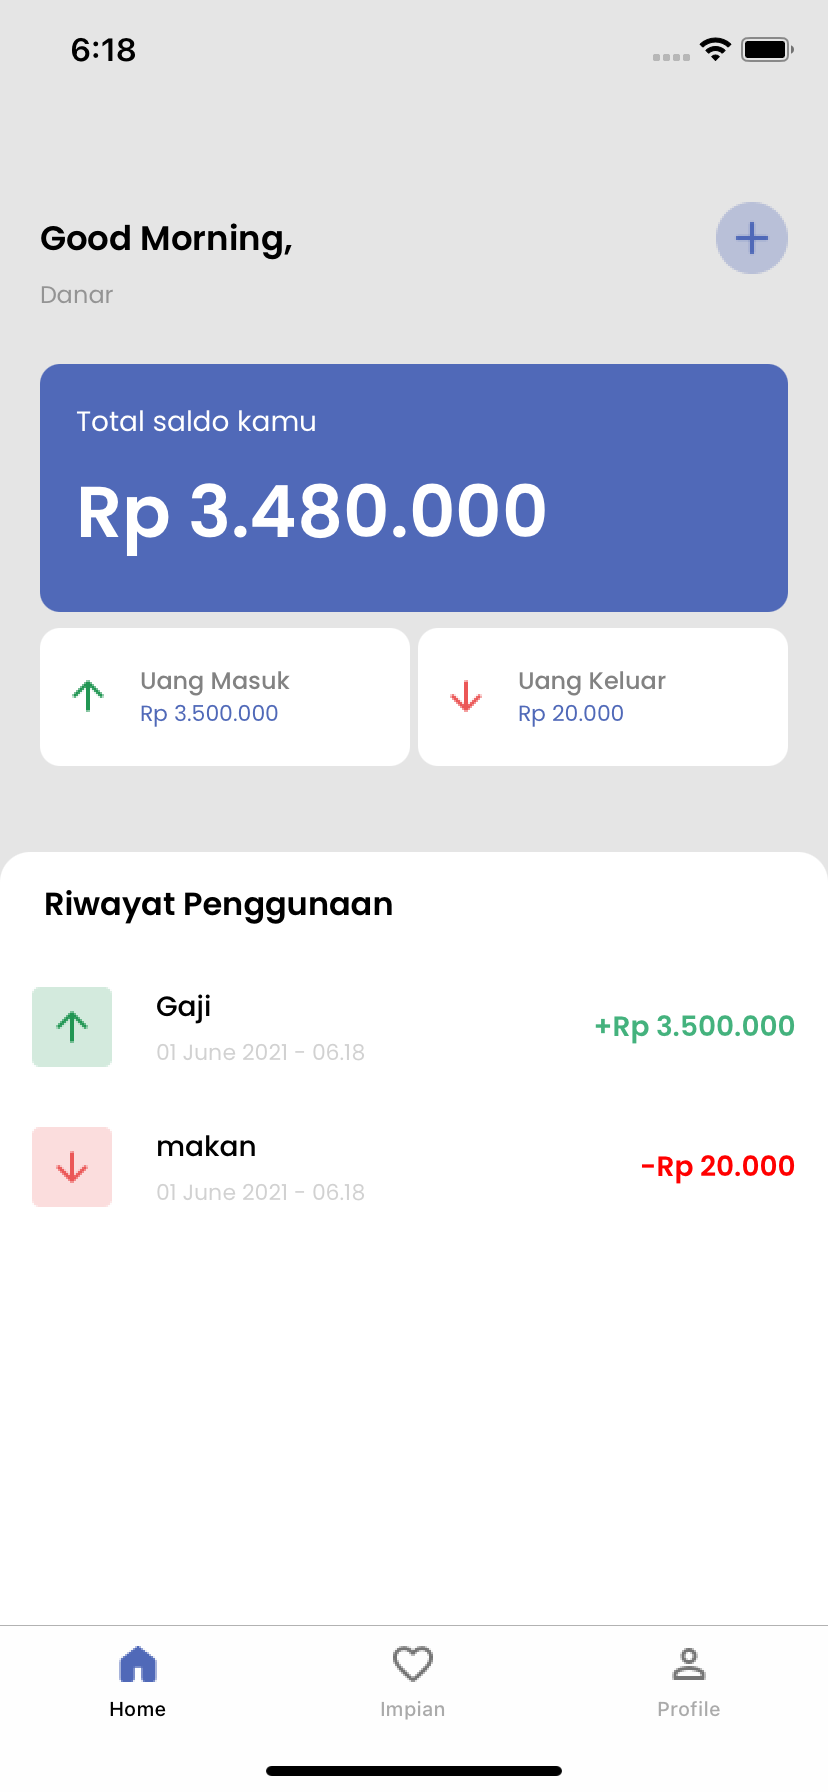 6:18
Good Morning,
Danar
Total saldo kamu
Rp 3.480.000
Uang Masuk
Rp 3.500.000
Uang Keluar
Rp 20.000
Riwayat Penggunaan
Gaji
01 June 2021 - 06.18
+Rp 3.500.000
makan
01 June 2021 - 06.18
-Rp 20.000
Home
Impian
Profile